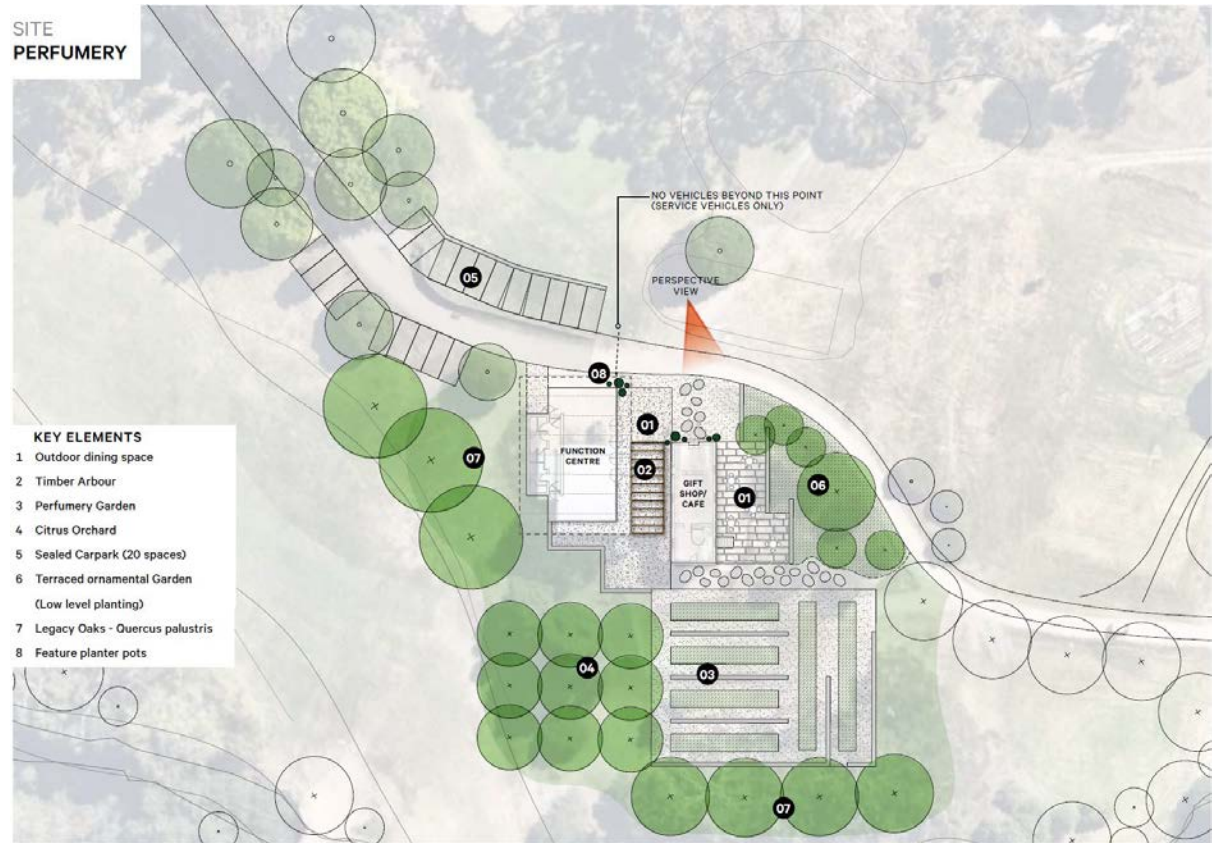 SITE
PERFUMERY
NO VEHICLES BEYOND THIS POINT
(SERVICE VEHICLES ONLY)
PERSPECTIVE
VIEW
05
08
01
02
07
FUNCTION
CENTRE
GIFT
SHOP/
CAFE
01
06
04
03
07
KEY ELEMENTS
1 Outdoor dining space
2 Timber Arbour
3 Perfumery Garden
4 Citrus Orchard
5 Sealed Carpark (20 spaces)
6 Terraced ornamental Garden
(Low level planting)
7 Legacy Oaks - Quercus palustris
8 Feature planter pots